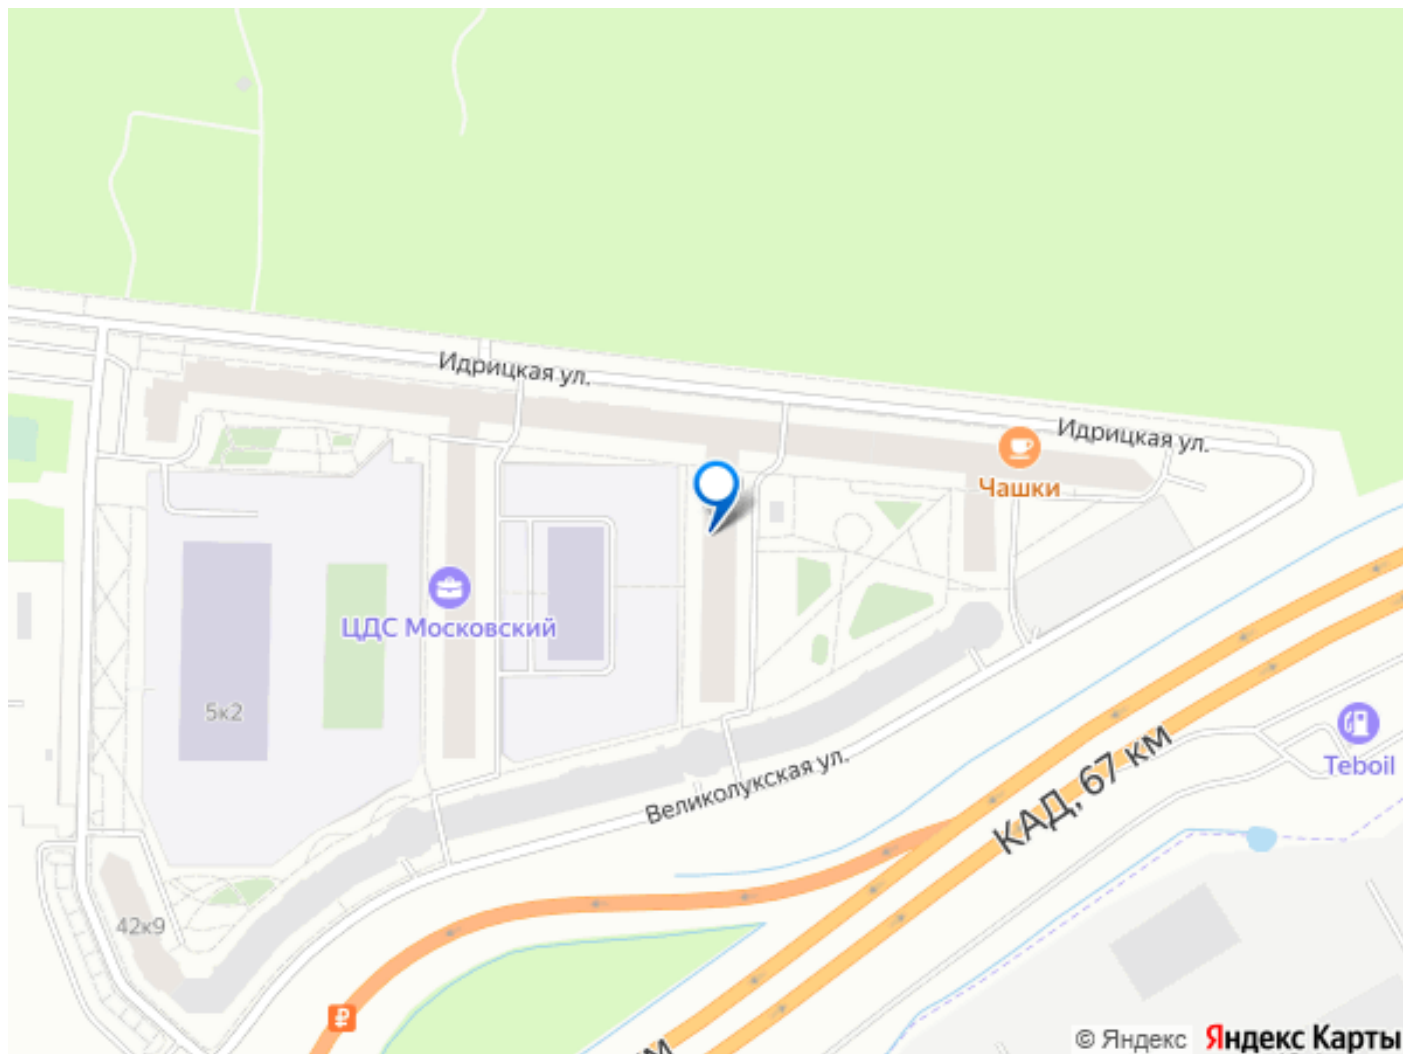 Идрицкая ул.
Идрицкая ул.
Чашки
ЦДС Московский
5к2
Великолукская ул.
КАД, 67 км
Teboil
42к9
₽
© Яндекс
Яндекс Карты